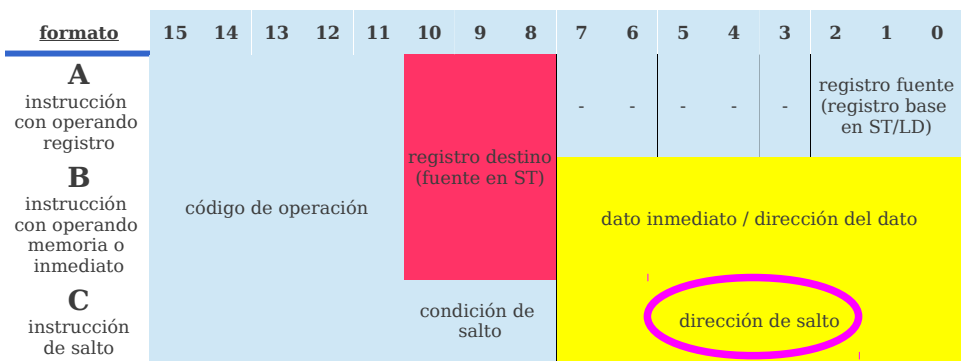 formato 15 14 13 12 11 10 9 8 7 6 5 4 3 2 1 0
A
instrucción
con operando
registro
- - - - -
registro fuente
(registro base
en ST/LD)
B
instrucción
con operando
memoria o
inmediato
código de operación
registro destino
(fuente en ST)
dato inmediato / dirección del dato
C
instrucción
de salto
condición de
salto
dirección de salto